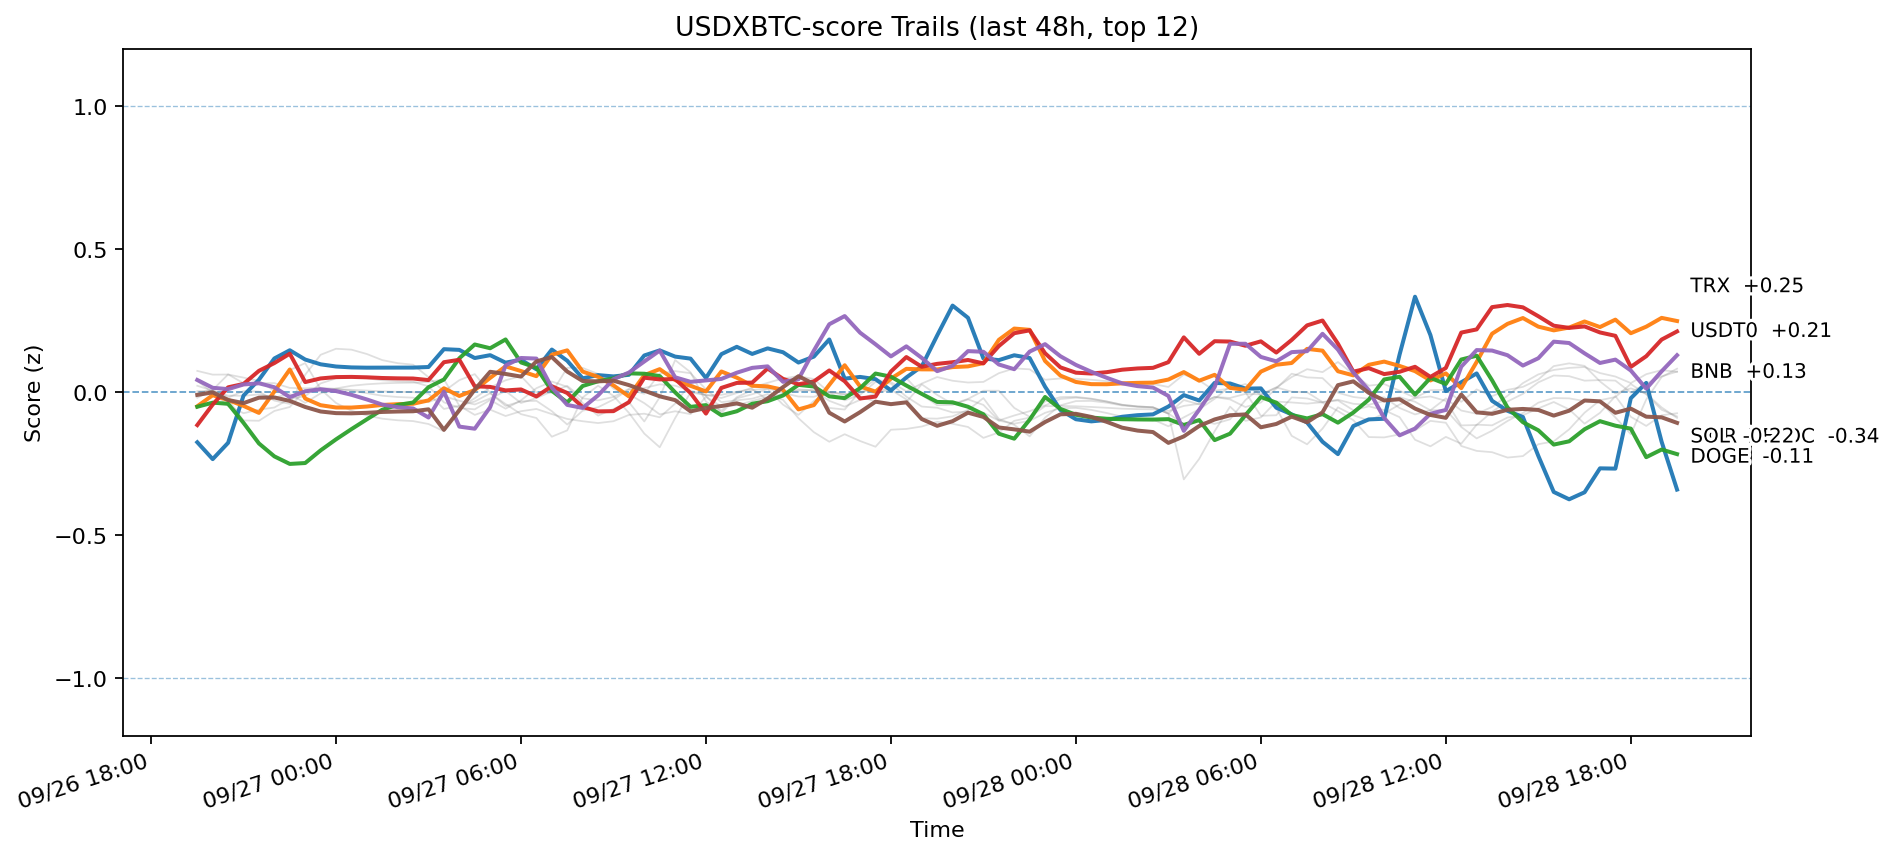 USDXBTC-score Trails (last 48h, top 12)
Score (z)
1.0
0.5
0.0
−0.5
−1.0
TRX +0.25
USDT0 +0.21
BNB +0.13
-0.34
DOGE -0.11
09/26 18:00
09/27 00:00
09/27 06:00
09/27 12:00
09/27 18:00
09/28 00:00
09/28 06:00
09/28 12:00
09/28 18:00
Time